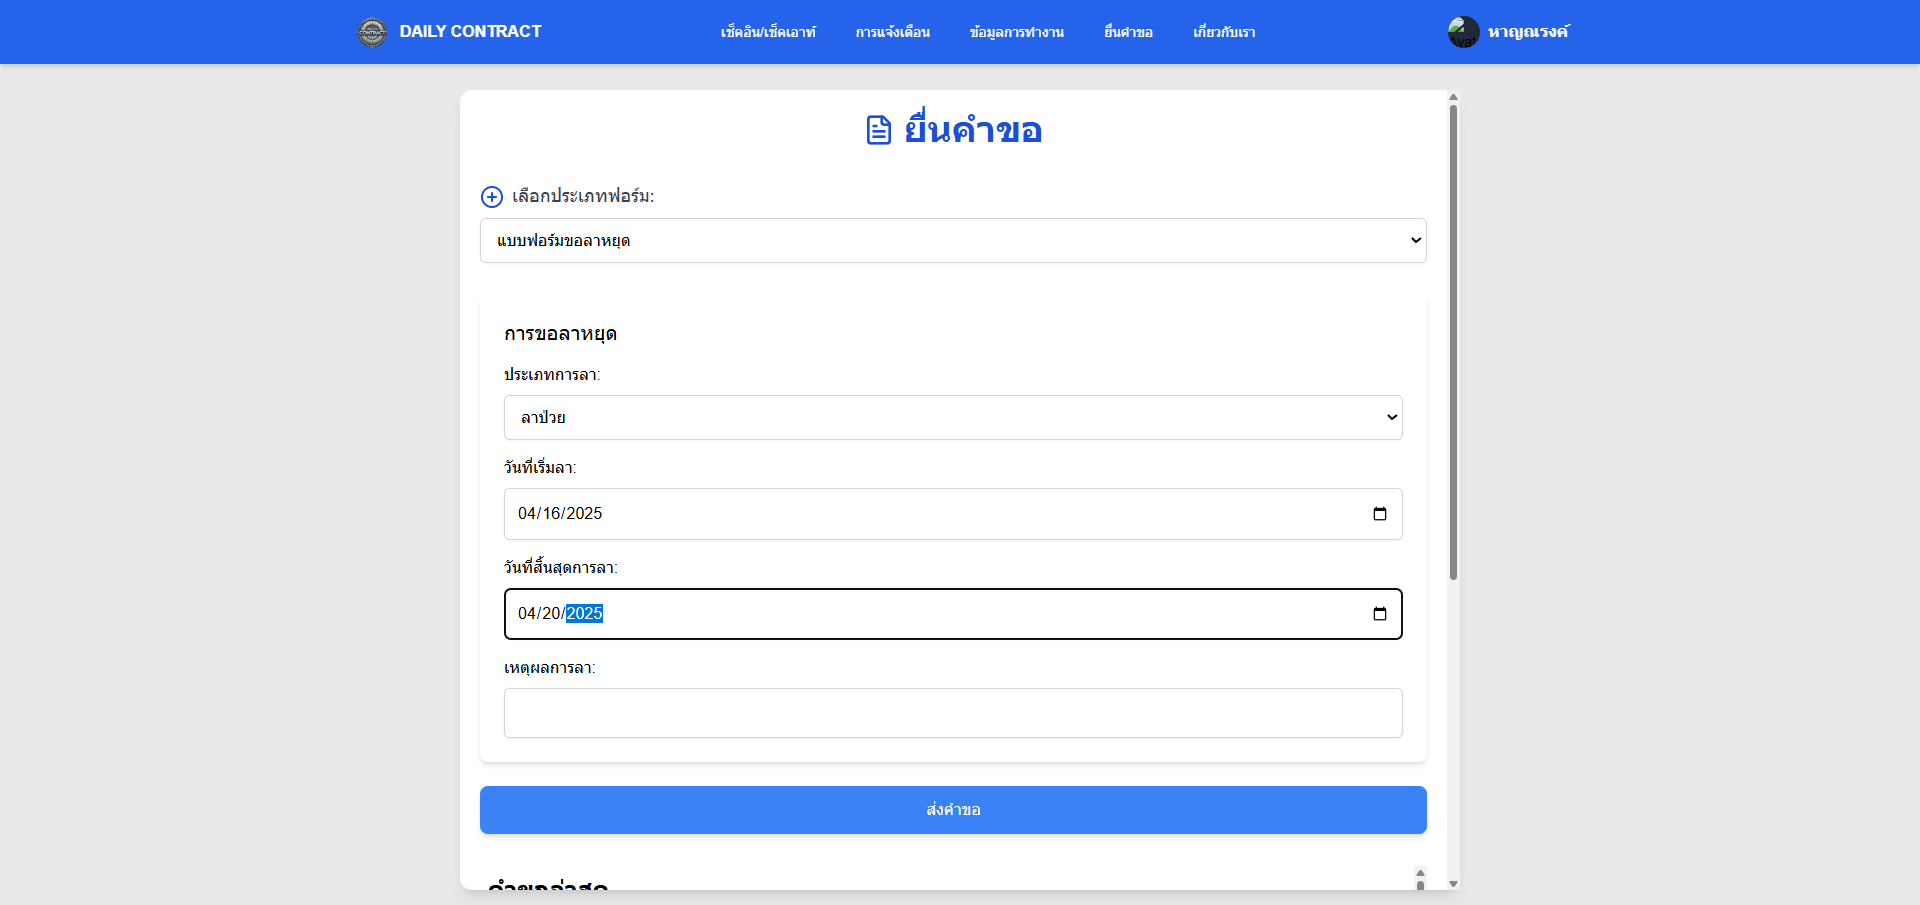 DAILY CONTRACT
เช็คอิน/เช็คเอาท์
การแจ้งเตือน
ข้อมูลการทำงาน
ยื่นคำขอ
เกี่ยวกับเรา
หาญณรงค์
ยื่นคำขอ
เลือกประเภทฟอร์ม:
แบบฟอร์มขอลาหยุด
การขอลาหยุด
ประเภทการลา:
ลาป่วย
วันที่เริ่มลา:
04/16/2025
วันที่สิ้นสุดการลา:
04/20/2025
เหตุผลการลา:
ส่งคำขอ
คำขอล่าสุด